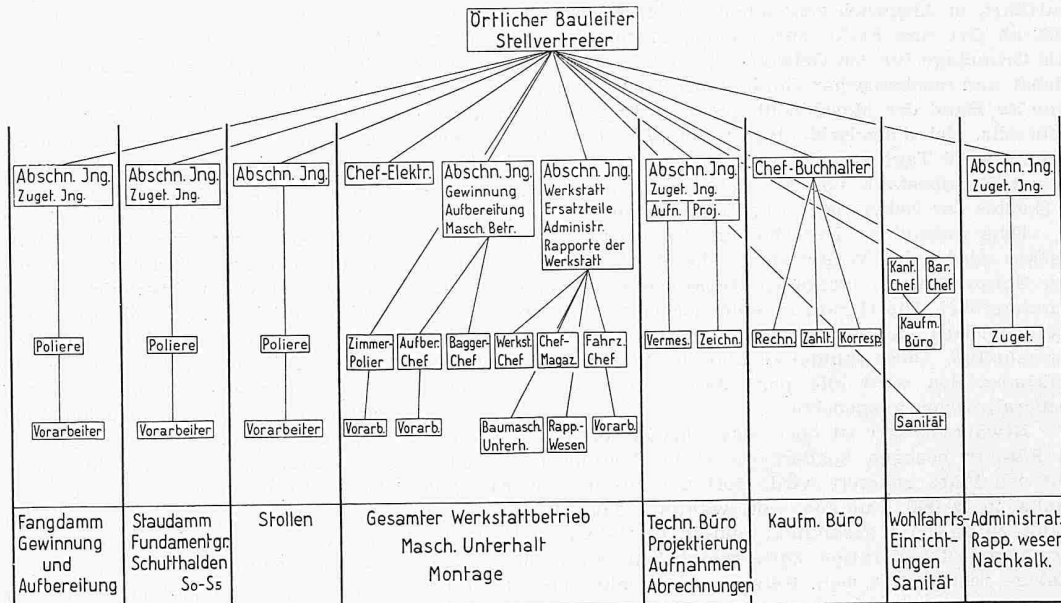 Örtlicher Bauleiter
Stellvertreter
Abschn. Jng.
Zuget. Jng.
Abschn. Jng.
Zuget. Jng.
Abschn. Jng.
Chef-Elektr.
Abschn. Jng.
Gewinnung
Aufbereitung
Masch. Betr.
Abschn. Jng.
Werkstatt
Ersatzteile
Administr.
Rapporte der
Werkstatt
Abschn. Jng.
Zuget. Jng.
Aufn. Proj.
Chef-Buchhalter
Abschn. Jng.
Zuget. Jng.
Kant.
Chef
Bar.
Chef
Poliere
Poliere
Poliere
Zimmer-
Polier
Aufber.
Chef
Bagger-
Chef
Werkst.
Chef
Chef-
Magaz.
Fahrz.
Chef
Vermes.
Zeichn.
Rechn.
Zahlt.
Korresp.
Kaufm.
Büro
Zuget.
Vorarbeiter
Vorarbeiter
Vorarbeiter
Vorarb.
Vorarb.
Baumasch.
Unterh.
Rapp.-
Wesen
Vorarb.
Sanität
Fangdamm
Gewinnung
und
Aufbereitung
Staudamm
Fundamentgr.
Schutthalden
So-Ss
Stollen
Gesamter Werkstattbetrieb
Masch. Unterhalt
Montage
Techn. Büro
Projektierung
Aufnahmen
Abrechnungen
Kaufm. Büro
Wohlfahrts-
Einricht-
ungen
Sanität
Administrat.
Rapp. wesen
Nachkalk.